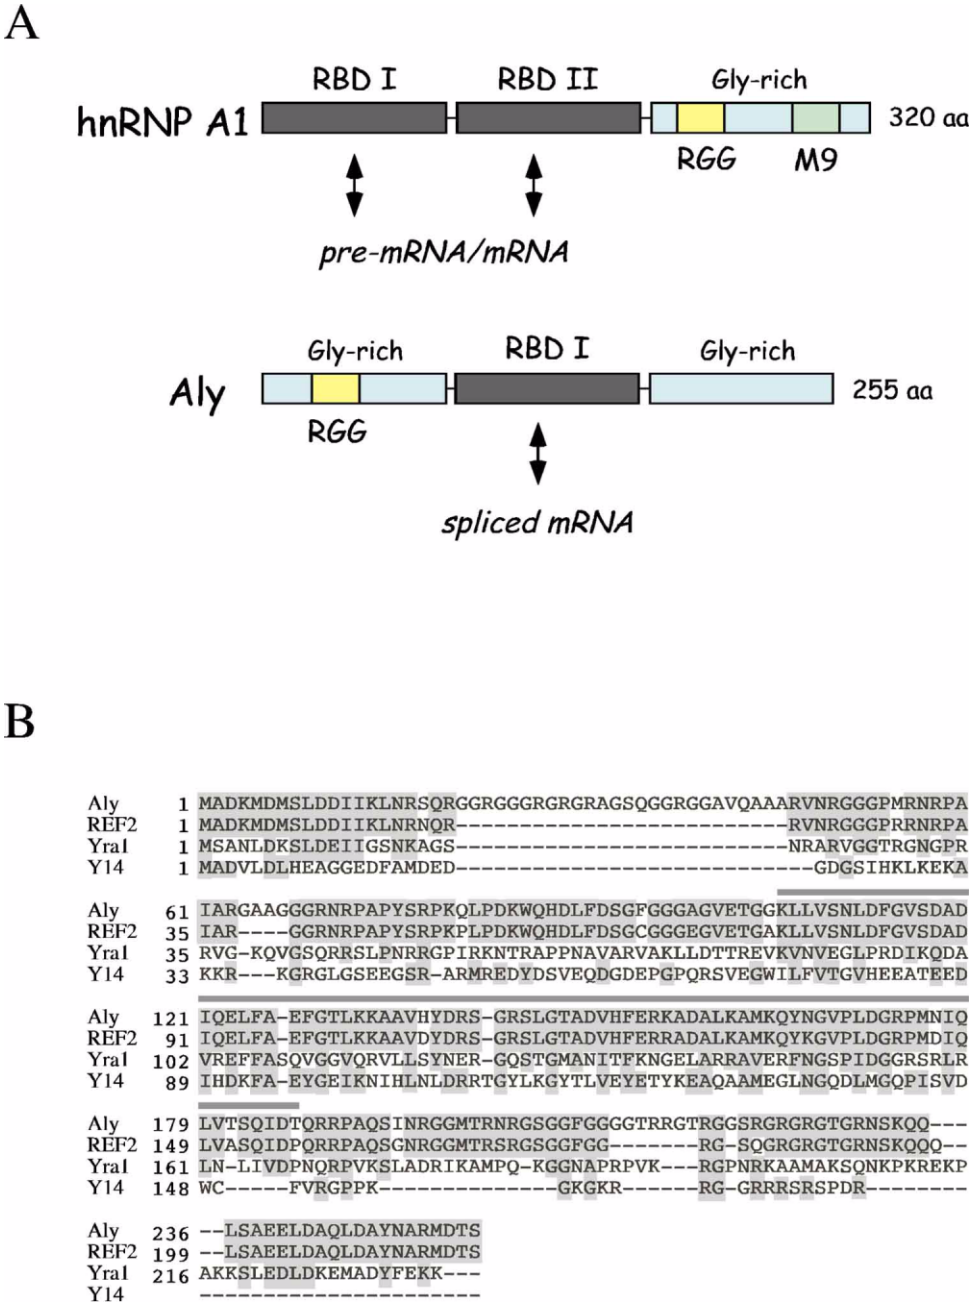 A
RBD I RBD II Gly-rich
hnRNP A1 320 aa
RGG M9
pre-mRNA/mRNA
Gly-rich RBD I Gly-rich
Aly 255 aa
RGG
spliced mRNA
B
Aly 1 MADKMDMSLDDIIKLNRSQRGGRGGGRGRGRAGSQGGRGGAVQAAARVNRGGGPMRNRPA
REF2 1 MADKMDMSLDDIIKLNRNQR--------------------------RVNRGGGPRRNRPA
Yra1 1 MSANLDKSLDEIIGSNKAGS--------------------------NRARVGGTRGNGPR
Y14 1 MADVLDLHEAGGEDFAMDED----------------------------GDGSIHKLKEKA
Aly 61 IARGAAGGGRNRPAPYSRPKQLPDKWQHDLFDSGFGGGAGVETGGKLLVSNLDFGVSDAD
REF2 35 IAR----GGRNRPAPYSRPKPLPDKWQHDLFDSGCGGGEGVETGAKLLVSNLDFGVSDAD
Yra1 35 RVG-KQVGSQRRSLPNRRGPIRKNTRAPPNAVARVAKLLDTTREVKVNVEGLPRDIKQDA
Y14 33 KKR---KGRGLGSEEGSR-ARMREDYDSVEQDGDEPGPQRSVEGWILFVTGVHEEATEED
Aly 121 IQELFA-EFGTLKKAAVHYDRS-GRSLGTADVHFERKADALKAMKQYNGVPLDGRPMNIQ
REF2 91 IQELFA-EFGTLKKAAVDYDRS-GRSLGTADVHFERRADALKAMKQYKGVPLDGRPMDIQ
Yra1 102 VREFFASQVGGVQRVLLSYNER-GQSTGMANITFKNGELARRAVERFNGSPIDGGRSRLR
Y14 89 IHDKFA-EYGEIKNIHLNLDRRTGYLKGYTLVEYETYKEAQAAMEGLNGQDLMGQPISVD
Aly 179 LVTSQIDTQRRPAQSINRGGMTRNRGSGGFGGGGTRRGTRGGSRGRGRGTGRNSKQQ---
REF2 149 LVASQIDPQRRPAQSGNRGGMTRSRGSGGFGG-------RG-SQGRGRGTGRNSKQQQ--
Yra1 161 LN-LIVDPNQRPVKSLADRIKAMPQ-KGGNAPRPVK---RGPNRKAAMAKSQNKPKREKP
Y14 148 WC-----FVRGPPK--------------GKGKR------RG-GRRRSRSPDR--------
Aly 236 --LSAEELDAQLDAYNARMDTS
REF2 199 --LSAEELDAQLDAYNARMDTS
Yra1 216 AKKSLEDLDKEMADYFEKK---
Y14 ----------------------